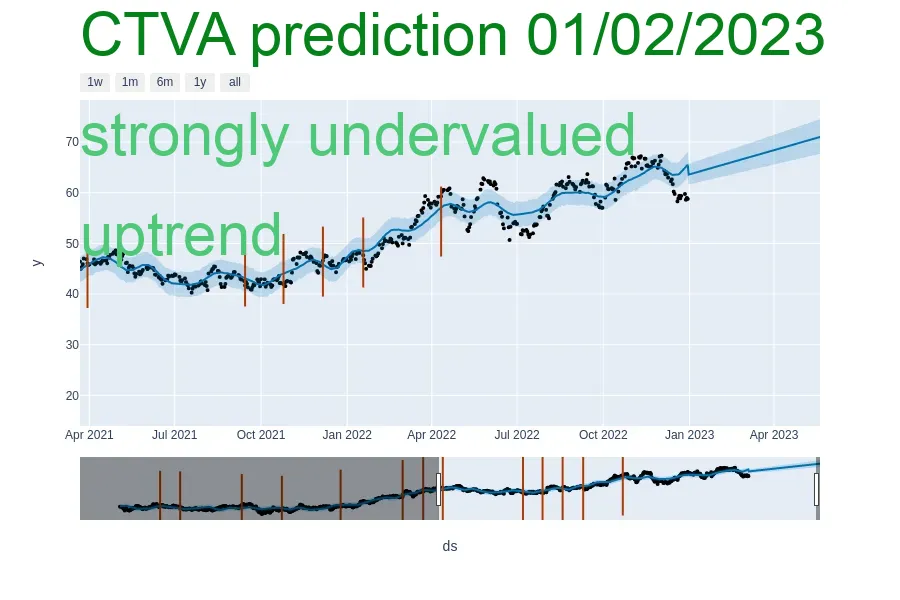 CTVA prediction 01/02/2023
1w 1m 6m 1y all
strongly undervalued
uptrend
70
60
50
40
30
20
y
Apr 2021 Jul 2021 Oct 2021 Jan 2022 Apr 2022 Jul 2022 Oct 2022 Jan 2023 Apr 2023
ds